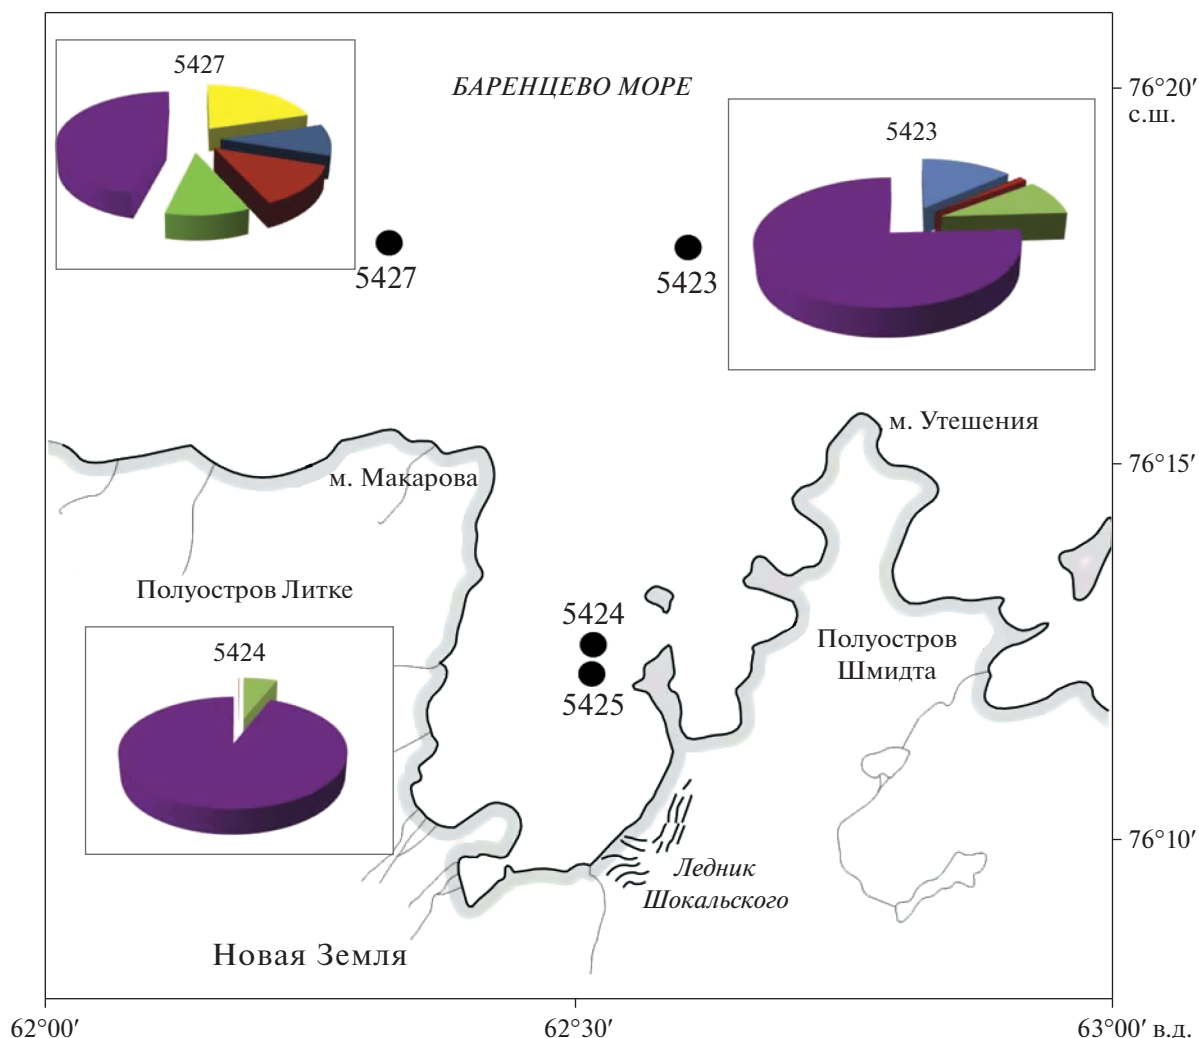 5427
БАРЕНЦЕВО МОРЕ
76°20′
с.ш.
5423
5427
5423
м. Утешения
76°15′
м. Макарова
Полуостров Литке
5424
5424
5425
Полуостров
Шмидта
76°10′
Ледник
Шокальского
Новая Земля
62°00′
62°30′
63°00′ в.д.